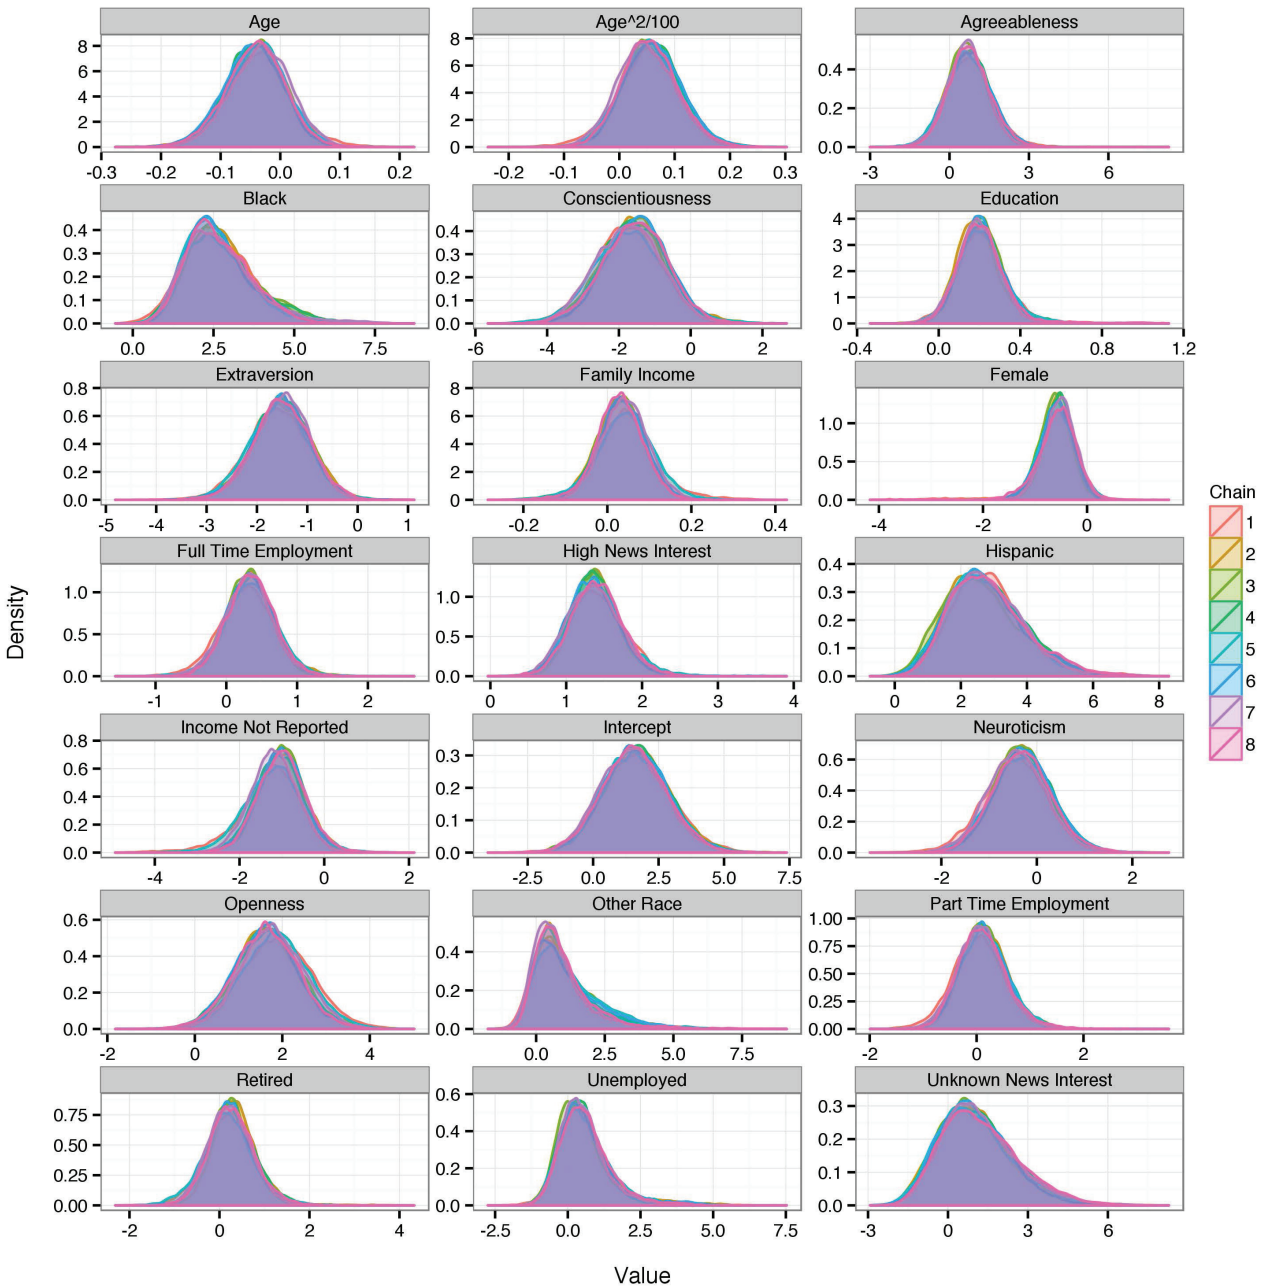 Age
Age^2/100
Agreeableness
8
6
4
2
0
8
6
4
2
0
0.4
0.2
0.0
-0.3 -0.2 -0.1 0.0 0.1 0.2
-0.2 -0.1 0.0 0.1 0.2 0.3
-3 0 3 6
Black
Conscientiousness
Education
0.4
0.3
0.2
0.1
0.0
0.4
0.3
0.2
0.1
0.0
4
3
2
1
0
0.0 2.5 5.0 7.5
-6 -4 -2 0 2
-0.4 0.0 0.4 0.8 1.2
Extraversion
Family Income
Female
0.8
0.6
0.4
0.2
0.0
8
6
4
2
0
1.0
0.5
0.0
-5 -4 -3 -2 -1 0 1
-0.2 0.0 0.2 0.4
-4 -2 0
Full Time Employment
High News Interest
Hispanic
1.0
0.5
0.0
1.0
0.5
0.0
0.4
0.3
0.2
0.1
0.0
-1 0 1 2
0 1 2 3 4
0 2 4 6 8
Income Not Reported
Intercept
Neuroticism
0.8
0.6
0.4
0.2
0.0
0.3
0.2
0.1
0.0
0.6
0.4
0.2
0.0
-4 -2 0 2
-2.5 0.0 2.5 5.0 7.5
-2 0 2
Openness
Other Race
Part Time Employment
0.6
0.4
0.2
0.0
0.4
0.2
0.0
1.00
0.75
0.50
0.25
0.00
-2 0 2 4
0.0 2.5 5.0 7.5
-2 0 2
Retired
Unemployed
Unknown News Interest
0.75
0.50
0.25
0.00
0.6
0.4
0.2
0.0
0.3
0.2
0.1
0.0
-2 0 2 4
-2.5 0.0 2.5 5.0 7.5
-3 0 3 6
Density
Value
Chain
1
2
3
4
5
6
7
8